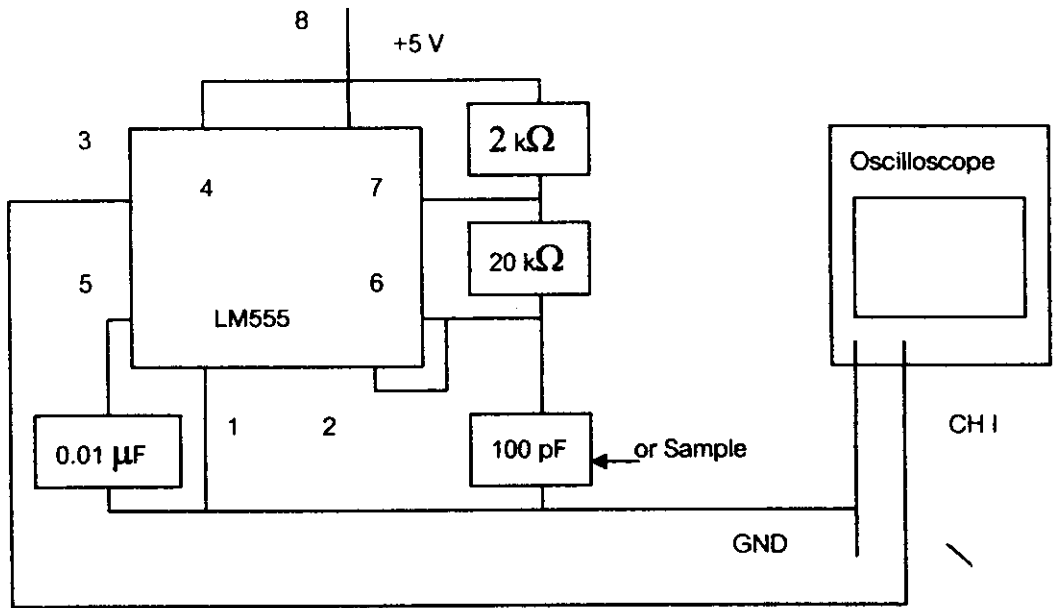 8
+5 V
3
2 kΩ
Oscilloscope
4
7
5
6
20 kΩ
LM555
1
2
0.01 µF
100 pF
or Sample
CH I
GND